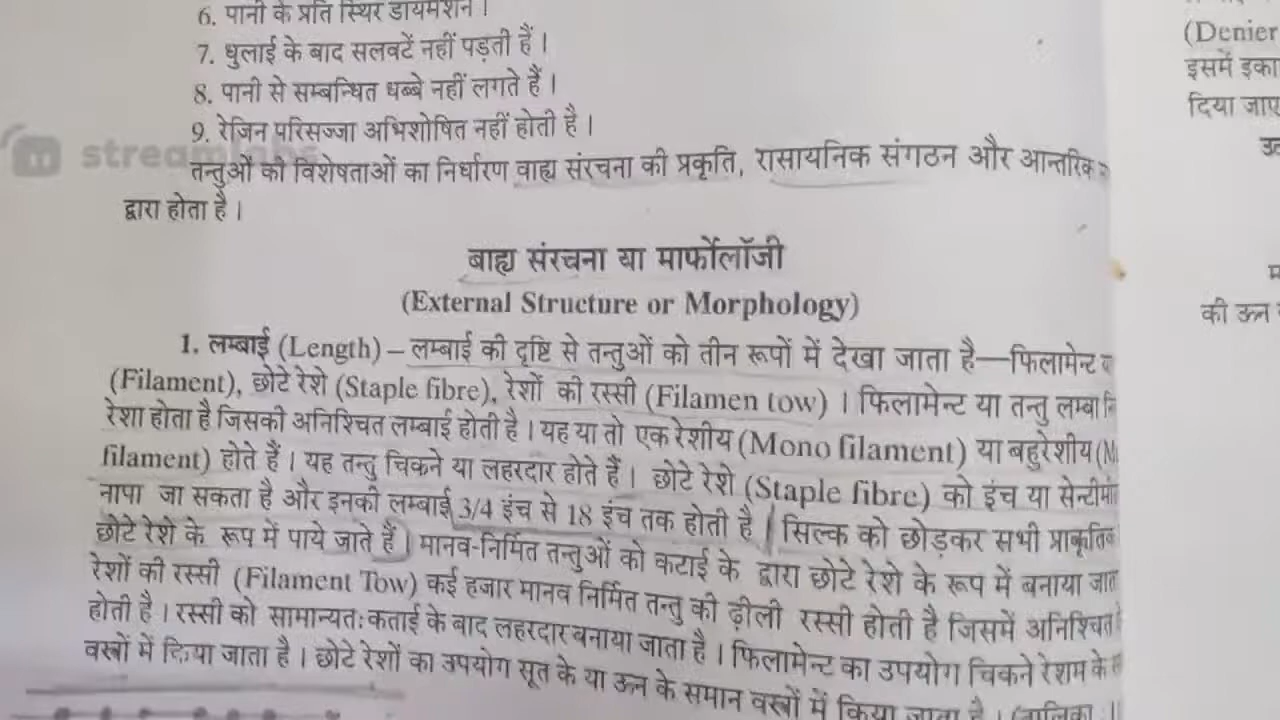 6. पानी के प्रति स्थिर डायमेशन ।
7. धुलाई के बाद सलवटें नहीं पड़ती हैं ।
8. पानी से सम्बन्धित धब्बे नहीं लगते हैं ।
9. रेजिन परिसज्जा अभिशोषित नहीं होती है ।
streamlabs
तन्तुओं की विशेषताओं का निर्धारण वाह्य संरचना की प्रकृति, रासायनिक संगठन और आन्तरिक
द्वारा होता है ।
बाह्य संरचना या मार्फोलॉजी
(External Structure or Morphology)
1. लम्बाई (Length) – लम्बाई की दृष्टि से तन्तुओं को तीन रूपों में देखा जाता है—फिलामेन्ट
(Filament), छोटे रेशे (Staple fibre), रेशों की रस्सी (Filamen tow) । फिलामेन्ट या तन्तु लम्बा
रेशा होता है जिसकी अनिश्चित लम्बाई होती है । यह या तो एक रेशीय (Mono filament) या बहुरेशीय
filament) होते हैं । यह तन्तु चिकने या लहरदार होते हैं । छोटे रेशे (Staple fibre) को इंच या
नापा जा सकता है और इनकी लम्बाई 3/4 इंच से 18 इंच तक होती है । सिल्क को छोड़कर सभी
छोटे रेशे के रूप में पाये जाते हैं । मानव-निर्मित तन्तुओं को कटाई के द्वारा छोटे रेशे के रूप में बनाया
रेशों की रस्सी (Filament Tow) कई हजार मानव निर्मित तन्तु की ढ़ीली रस्सी होती है जिसमें अनिश्चित
होती है । रस्सी को सामान्यतः कताई के बाद लहरदार बनाया जाता है । फिलामेन्ट का उपयोग चिकने रेशम के
वस्त्रों में किया जाता है । छोटे रेशों का उपयोग सूत के या ऊन के समान वस्त्रों में किया जाता है ।
(Denier
इसमें
दिया
की ऊन